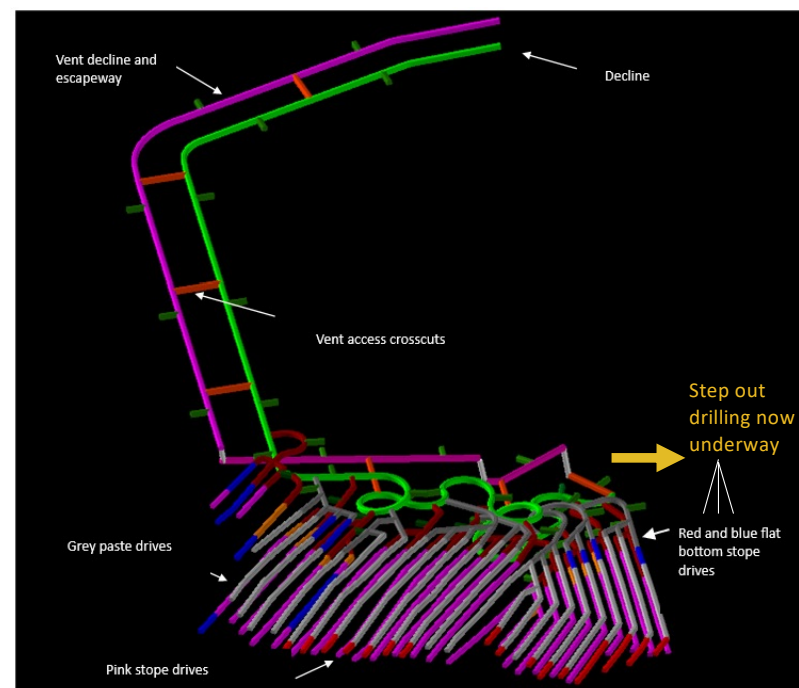 Vent decline and
escapeway
Decline
Vent access crosscuts
Step out
drilling now
underway
Grey paste drives
Red and blue flat
bottom stope
drives
Pink stope drives